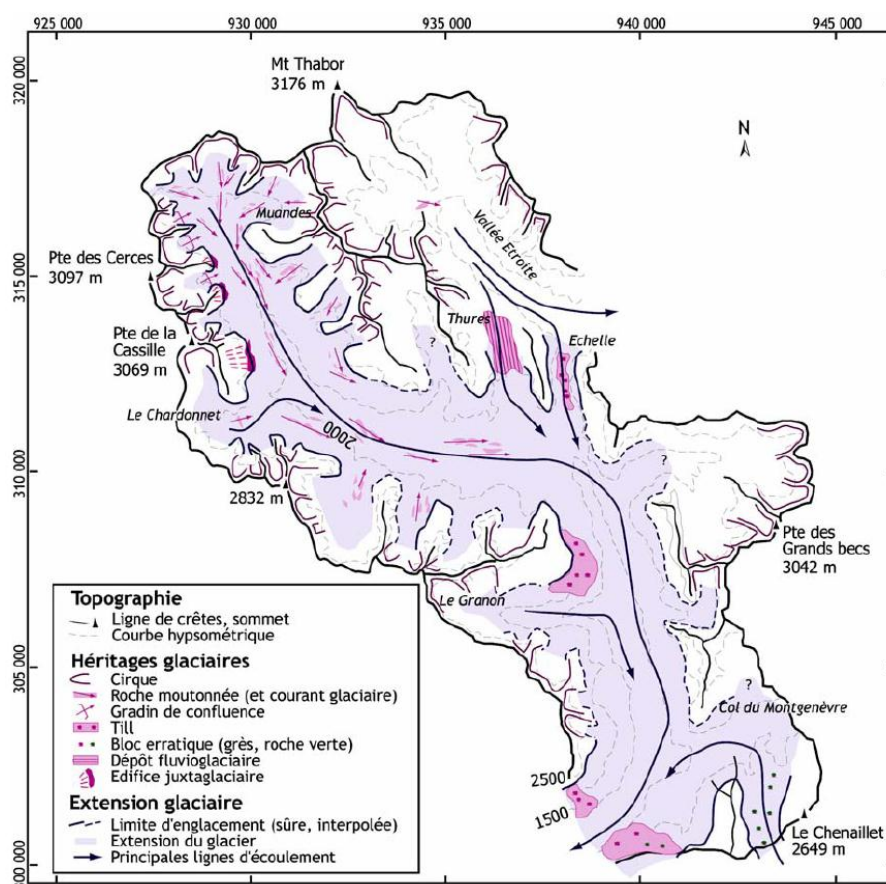 925 000 930 000 935 000 940 000 945 000
320 000
Mt Thabor
3176 m
N
Muandes
Vallée Etroite
315 000
Pte des Cerces
3097 m
Thures
Echelle
?
Pte de la
Cassille
3069 m
Le Chardonnet
2000
?
310 000
2832 m
Pte des
Grands becs
3042 m
Le Granon
305 000
?
Col du Montgenèvre
2500
1500
Le Chenaillet
2649 m
300 000
Topographie
Ligne de crêtes, sommet
Courbe hypsométrique
Héritages glaciaires
Cirque
Roche moutonnée (et courant glaciaire)
Gradin de confluence
Till
Bloc erratique (grès, roche verte)
Dépôt fluvioglaciaire
Edifice juxtaglaciaire
Extension glaciaire
Limite d'englacement (sûre, interpolée)
Extension du glacier
Principales lignes d'écoulement